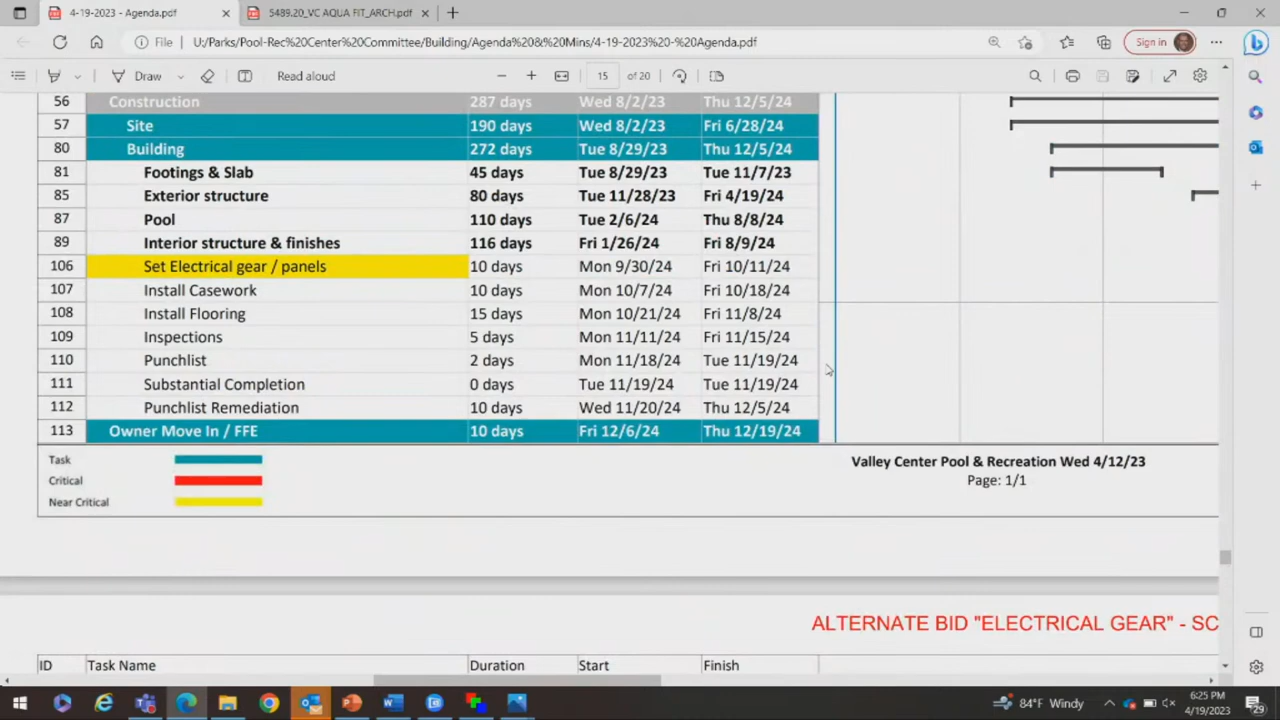 4-19-2023 - Agenda.pdf
5489.20_VC AQUA FIT_ARCH.pdf
File
U:/Parks/Pool-Rec%20Center%20Committee/Building/Agenda%20&%20Mins/4-19-2023%20-%20Agenda.pdf
Sign in
Draw
Read aloud
15 of 20
56 Construction 287 days Wed 8/2/23 Thu 12/5/24
57 Site 190 days Wed 8/2/23 Fri 6/28/24
80 Building 272 days Tue 8/29/23 Thu 12/5/24
81 Footings & Slab 45 days Tue 8/29/23 Tue 11/7/23
85 Exterior structure 80 days Tue 11/28/23 Fri 4/19/24
87 Pool 110 days Tue 2/6/24 Thu 8/8/24
89 Interior structure & finishes 116 days Fri 1/26/24 Fri 8/9/24
106 Set Electrical gear / panels 10 days Mon 9/30/24 Fri 10/11/24
107 Install Casework 10 days Mon 10/7/24 Fri 10/18/24
108 Install Flooring 15 days Mon 10/21/24 Fri 11/8/24
109 Inspections 5 days Mon 11/11/24 Fri 11/15/24
110 Punchlist 2 days Mon 11/18/24 Tue 11/19/24
111 Substantial Completion 0 days Tue 11/19/24 Tue 11/19/24
112 Punchlist Remediation 10 days Wed 11/20/24 Thu 12/5/24
113 Owner Move In / FFE 10 days Fri 12/6/24 Thu 12/19/24
Task
Critical
Near Critical
Valley Center Pool & Recreation Wed 4/12/23
Page: 1/1
ALTERNATE BID "ELECTRICAL GEAR" - SC
ID Task Name Duration Start Finish
84°F Windy
6:25 PM
4/19/2023
29